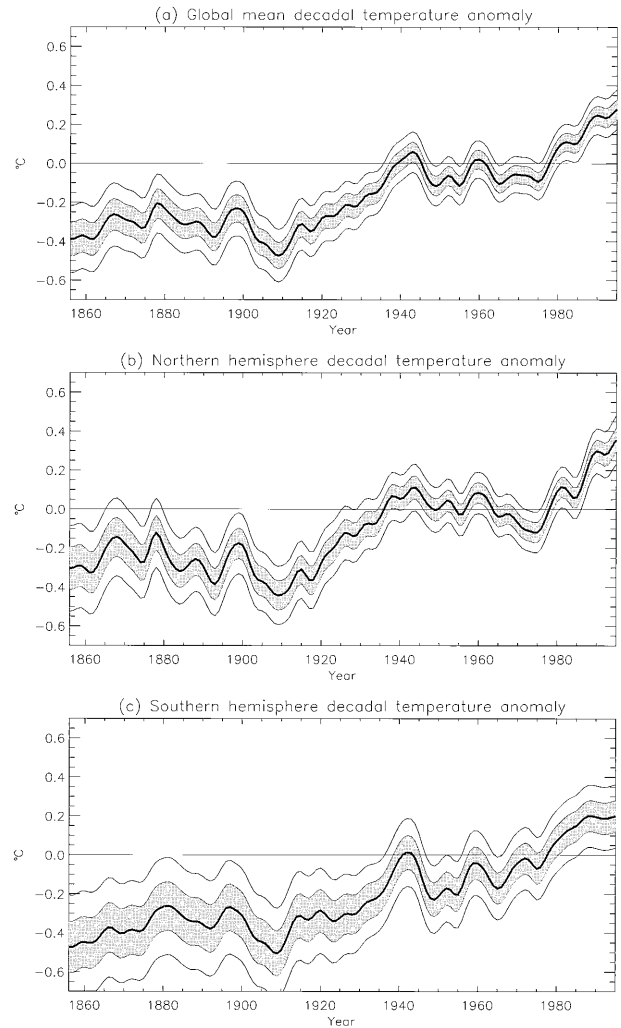 (a) Global mean decadal temperature anomaly
0.6
0.4
0.2
0.0
-0.2
-0.4
-0.6
°C
1860 1880 1900 1920 1940 1960 1980
Year
(b) Northern hemisphere decadal temperature anomaly
0.6
0.4
0.2
0.0
-0.2
-0.4
-0.6
°C
1860 1880 1900 1920 1940 1960 1980
Year
(c) Southern hemisphere decadal temperature anomaly
0.6
0.4
0.2
0.0
-0.2
-0.4
-0.6
°C
1860 1880 1900 1920 1940 1960 1980
Year